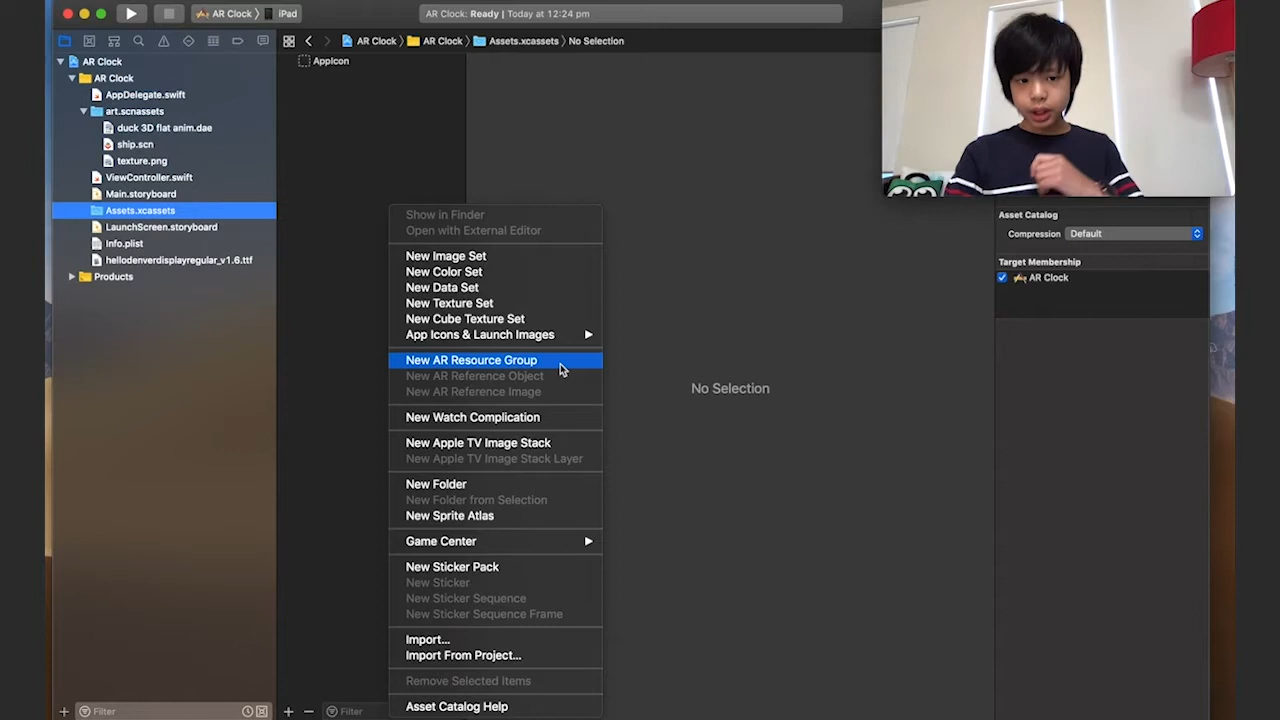 AR Clock
iPad
AR Clock: Ready | Today at 12:24 pm
AR Clock
AR Clock
Assets.xcassets
No Selection
AR Clock
AR Clock
AppDelegate.swift
art.scnassets
duck 3D flat anim.dae
ship.scn
texture.png
ViewController.swift
Main.storyboard
Assets.xcassets
LaunchScreen.storyboard
Info.plist
hellodenverdisplayregular_v1.6.ttf
Products
Filter
AppIcon
Show in Finder
Open with External Editor
New Image Set
New Color Set
New Data Set
New Texture Set
New Cube Texture Set
App Icons & Launch Images
New AR Resource Group
New AR Reference Object
New AR Reference Image
New Watch Complication
New Apple TV Image Stack
New Apple TV Image Stack Layer
New Folder
New Folder from Selection
New Sprite Atlas
Game Center
New Sticker Pack
New Sticker
New Sticker Sequence
New Sticker Sequence Frame
Import...
Import From Project...
Remove Selected Items
Asset Catalog Help
Filter
No Selection
Asset Catalog
Compression Default
Target Membership
AR Clock